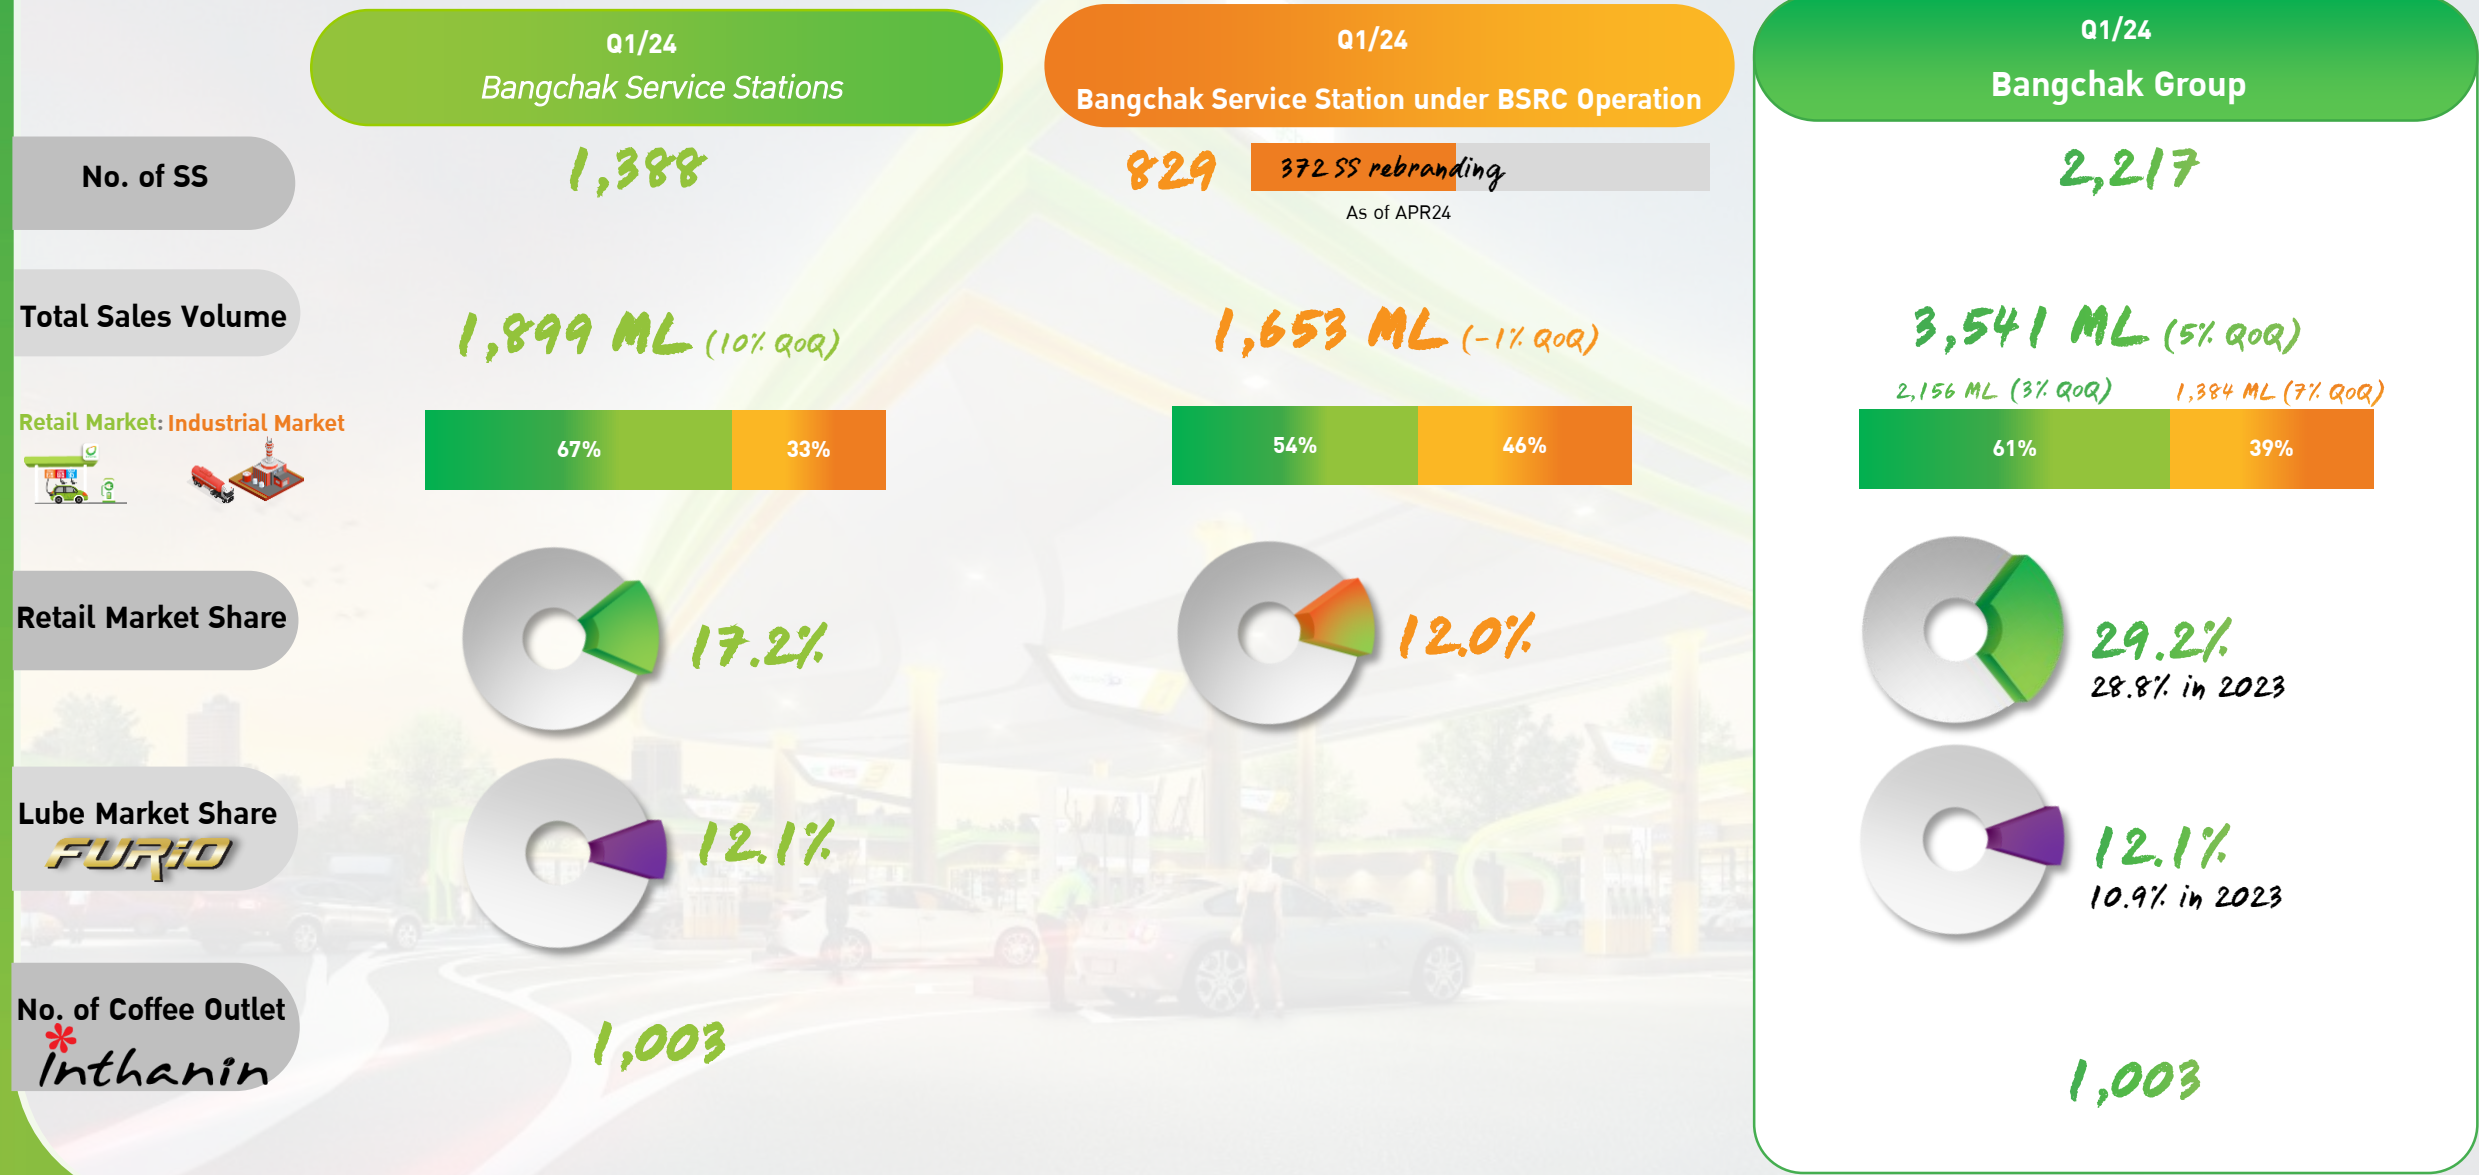 Q1/24
Bangchak Service Stations
Q1/24
Bangchak Service Station under BSRC Operation
Q1/24
Bangchak Group
No. of SS
1,388
829
372 SS rebranding
As of APR24
2,217
Total Sales Volume
1,899 ML (10% QoQ)
1,653 ML (-1% QoQ)
3,541 ML (5% QoQ)
2,156 ML (3% QoQ)
1,384 ML (7% QoQ)
Retail Market: Industrial Market
67%
33%
54%
46%
61%
39%
Retail Market Share
17.2%
12.0%
29.2%
28.8% in 2023
Lube Market Share
FURiO
12.1%
12.1%
10.9% in 2023
No. of Coffee Outlet
Inthanin
1,003
1,003